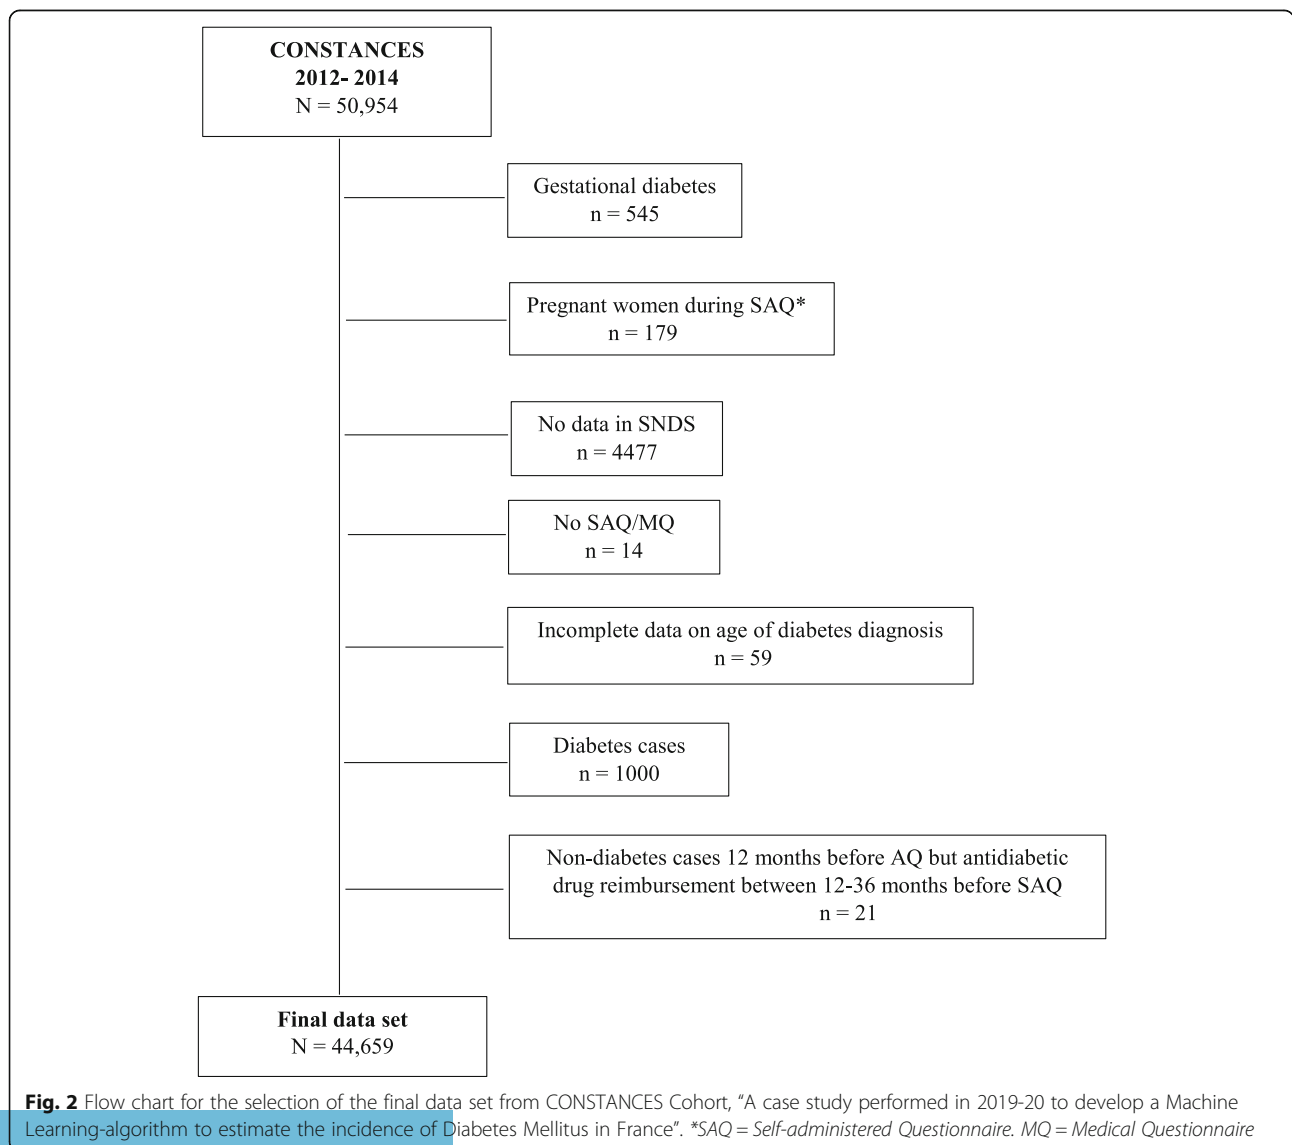 CONSTANCES
2012- 2014
N = 50,954
Gestational diabetes
n = 545
Pregnant women during SAQ*
n = 179
No data in SNDS
n = 4477
No SAQ/MQ
n = 14
Incomplete data on age of diabetes diagnosis
n = 59
Diabetes cases
n = 1000
Non-diabetes cases 12 months before AQ but antidiabetic
drug reimbursement between 12-36 months before SAQ
n = 21
Final data set
N = 44,659
Fig. 2 Flow chart for the selection of the final data set from CONSTANCES Cohort, “A case study performed in 2019-20 to develop a Machine
Learning-algorithm to estimate the incidence of Diabetes Mellitus in France”. *SAQ = Self-administered Questionnaire. MQ = Medical Questionnaire